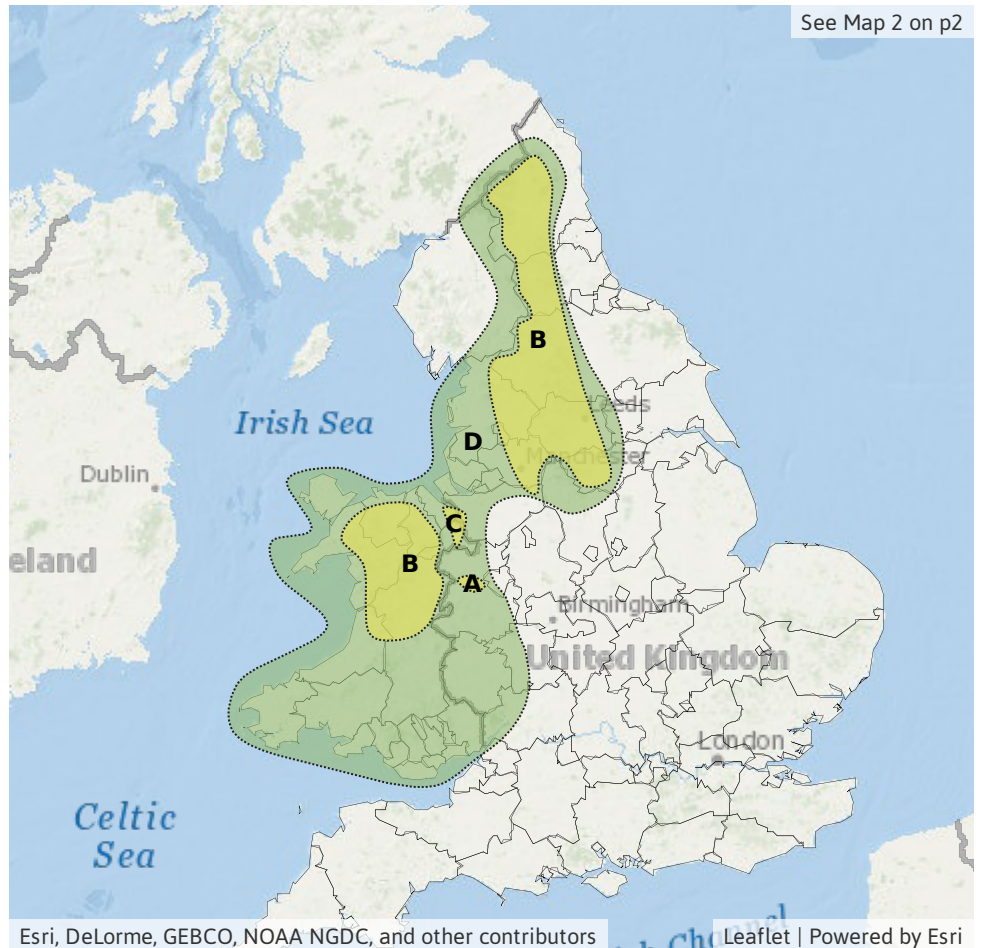 See Map 2 on p2
B
Leeds
Irish Sea
D
Manchester
Dublin
C
B
eland
A
Birmingham
United Kingdom
London
Celtic
Sea
Channel
Esri, DeLorme, GEBCO, NOAA NGDC, and other contributors
Leaflet | Powered by Esri